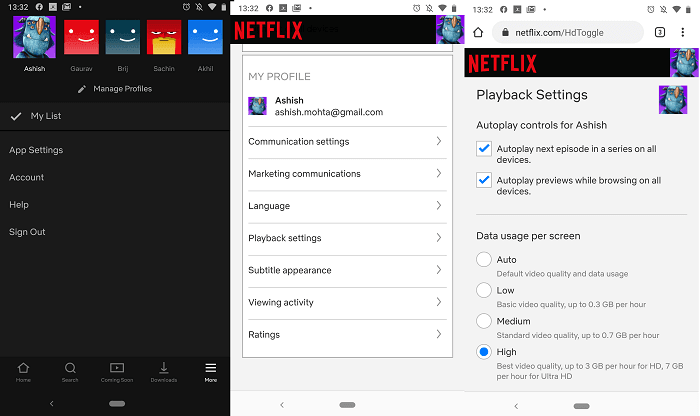 13:32
Ashish
Gaurav
Brij
Sachin
Akhil
Manage Profiles
My List
App Settings
Account
Help
Sign Out
Home
Search
Coming Soon
Downloads
More
13:32
NETFLIX
MY PROFILE
Ashish
ashish.mohta@gmail.com
Communication settings
Marketing communications
Language
Playback settings
Subtitle appearance
Viewing activity
Ratings
13:32
netflix.com/HdToggle
3
NETFLIX
Playback Settings
Autoplay controls for Ashish
Autoplay next episode in a series on all
devices.
Autoplay previews while browsing on all
devices.
Data usage per screen
Auto
Default video quality and data usage
Low
Basic video quality, up to 0.3 GB per hour
Medium
Standard video quality, up to 0.7 GB per hour
High
Best video quality, up to 3 GB per hour for HD, 7 GB
per hour for Ultra HD